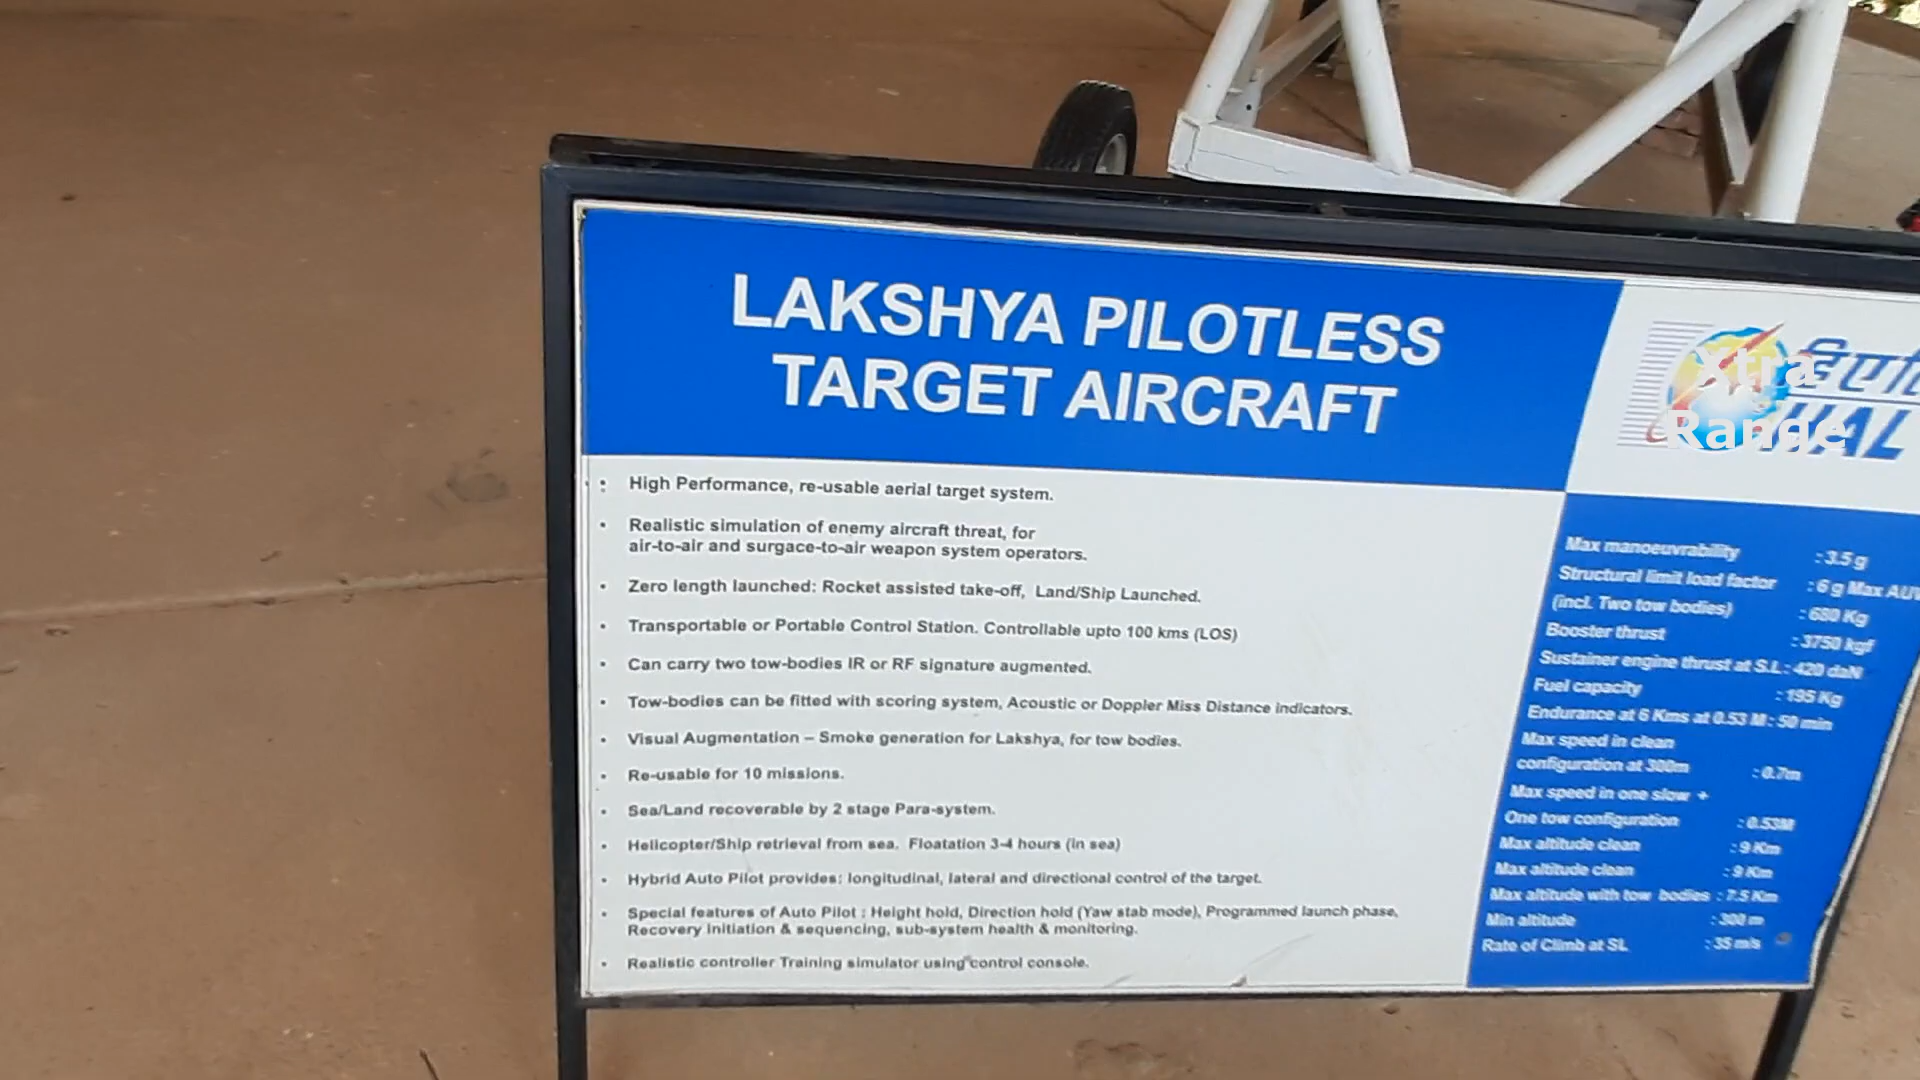 LAKSHYA PILOTLESS
TARGET AIRCRAFT
Xtra
Range
HAL
High Performance, re-usable aerial target system.
Realistic simulation of enemy aircraft threat, for
air-to-air and surgace-to-air weapon system operators.
Zero length launched: Rocket assisted take-off, Land/Ship Launched.
Transportable or Portable Control Station. Controllable upto 100 kms (LOS)
Can carry two tow-bodies IR or RF signature augmented.
Tow-bodies can be fitted with scoring system, Acoustic or Doppler Miss Distance Indicators.
Visual Augmentation – Smoke generation for Lakshya, for tow bodies.
Re-usable for 10 missions.
Sea/Land recoverable by 2 stage Para-system.
Helicopter/Ship retrieval from sea. Floatation 3-4 hours (in sea)
Hybrid Auto Pilot provides: longitudinal, lateral and directional control of the target.
Special features of Auto Pilot : Height hold, Direction hold (Yaw stab mode), Programmed launch phase,
Recovery Initiation & sequencing, sub-system health & monitoring.
Realistic controller Training simulator using control console.
Max manoeuvrability : 3.5 g
Structural limit load factor : 6 g Max AUW
(incl. Two tow bodies) : 680 Kg
Booster thrust : 3750 kgf
Sustainer engine thrust at S.L : 420 daN
Fuel capacity : 195 Kg
Endurance at 6 Kms at 0.53 M : 50 min
Max speed in clean
configuration at 300m : 0.7m
Max speed in one slow +
One tow configuration : 0.53M
Max altitude clean : 9 Km
Max altitude clean : 9 Km
Max altitude with tow bodies : 7.5 Km
Min altitude : 300 m
Rate of Climb at SL : 35 m/s